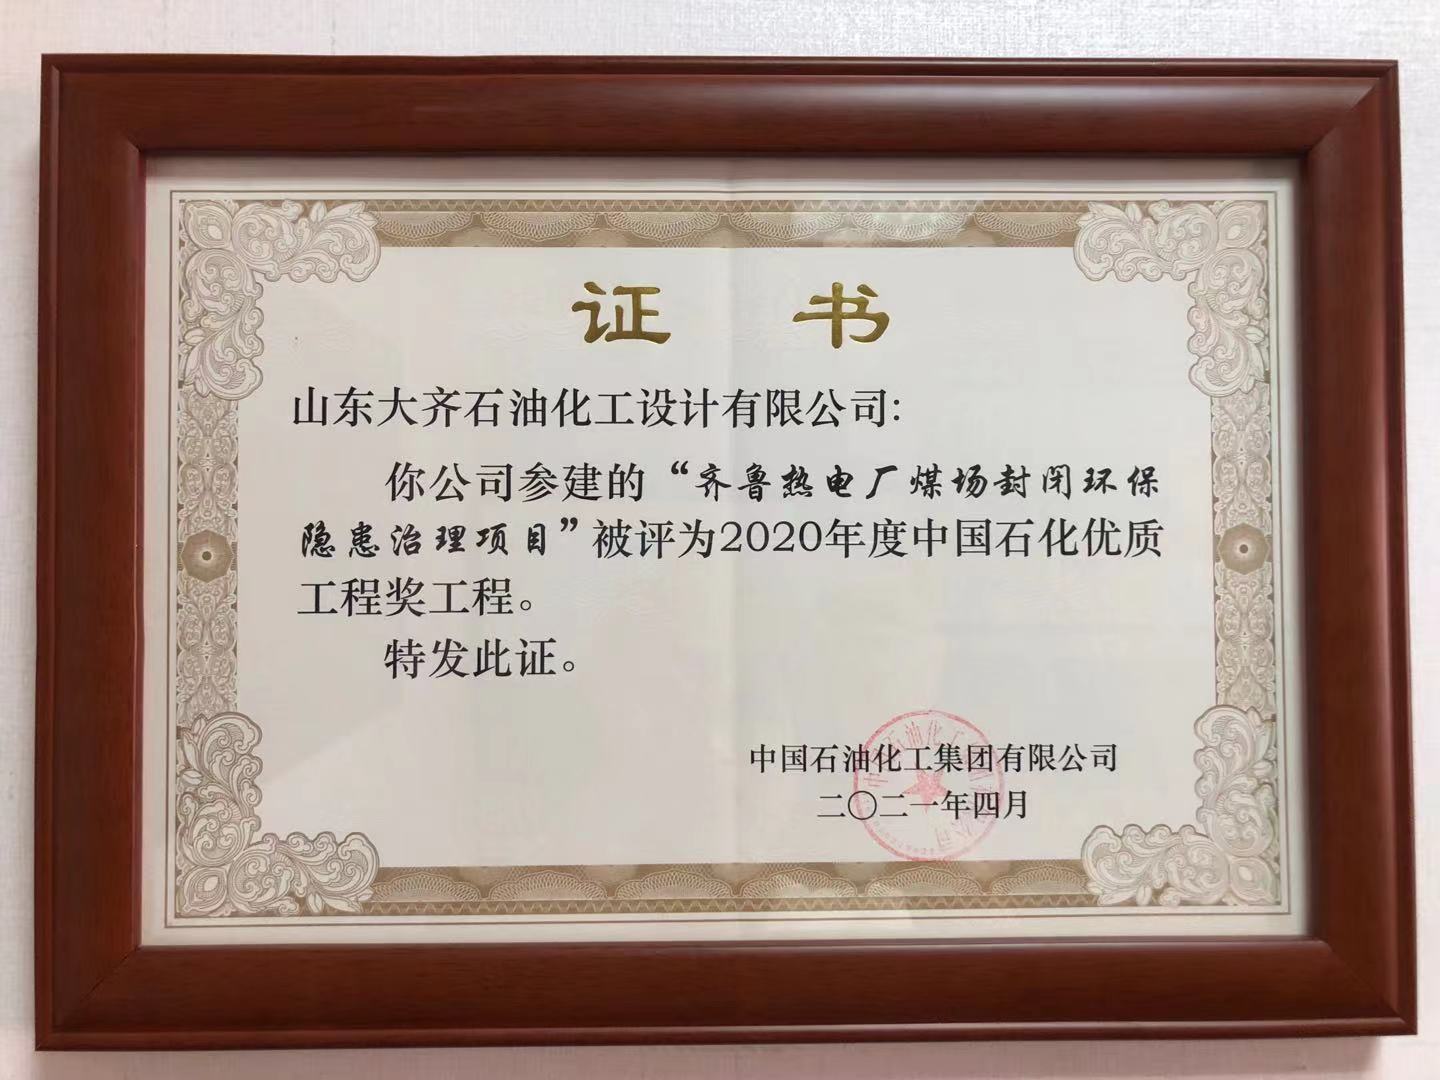 证 书
山东大齐石油化工设计有限公司:
你公司参建的“齐鲁热电厂煤场封闭环保
隐患治理项目”被评为2020年度中国石化优质
工程奖工程。
特发此证。
中国石油化工集团有限公司
二〇二一年四月